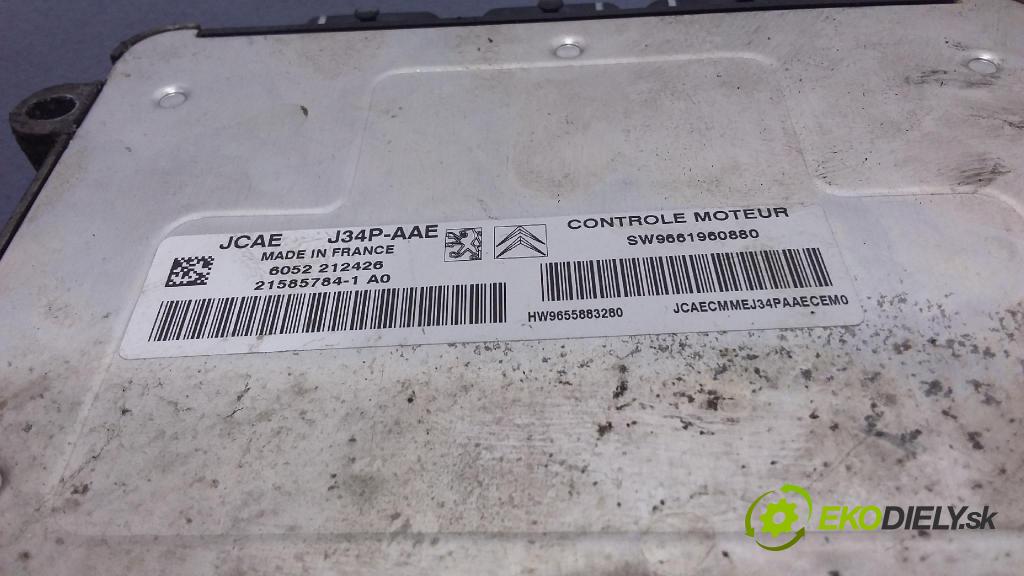 JCAE J34P-AAE
MADE IN FRANCE
6052 212426
21585784-1 A0
CONTROLE MOTEUR
SW9661960880
HW9655883280 JCAECMMEJ34PAAECEM0
EKODIELY.sk